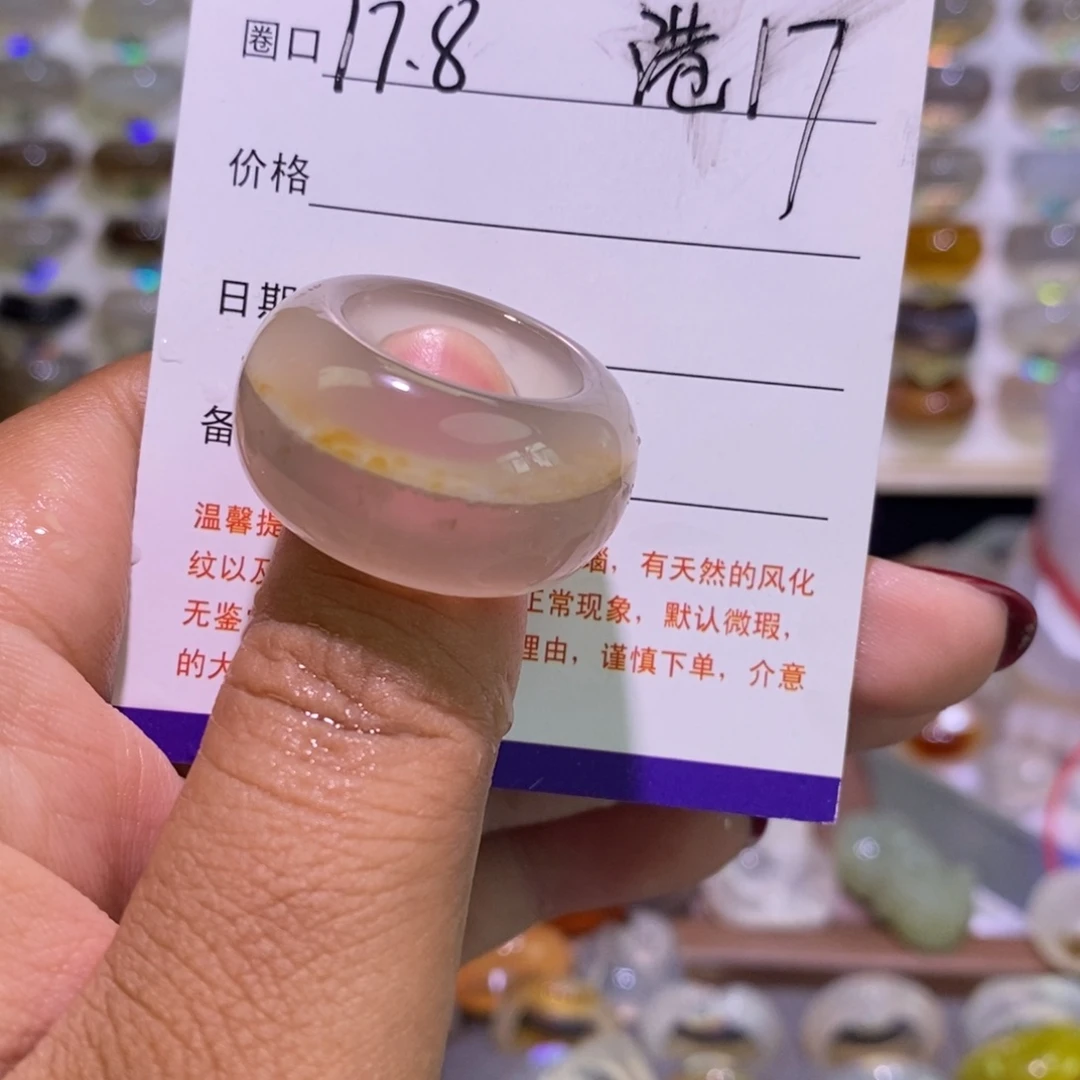 圈口 17.8 港17
价格
日期
备
温馨提 瑙，有天然的风化
纹以及 正常现象，默认微瑕，
无鉴 理由，谨慎下单，介意
的大